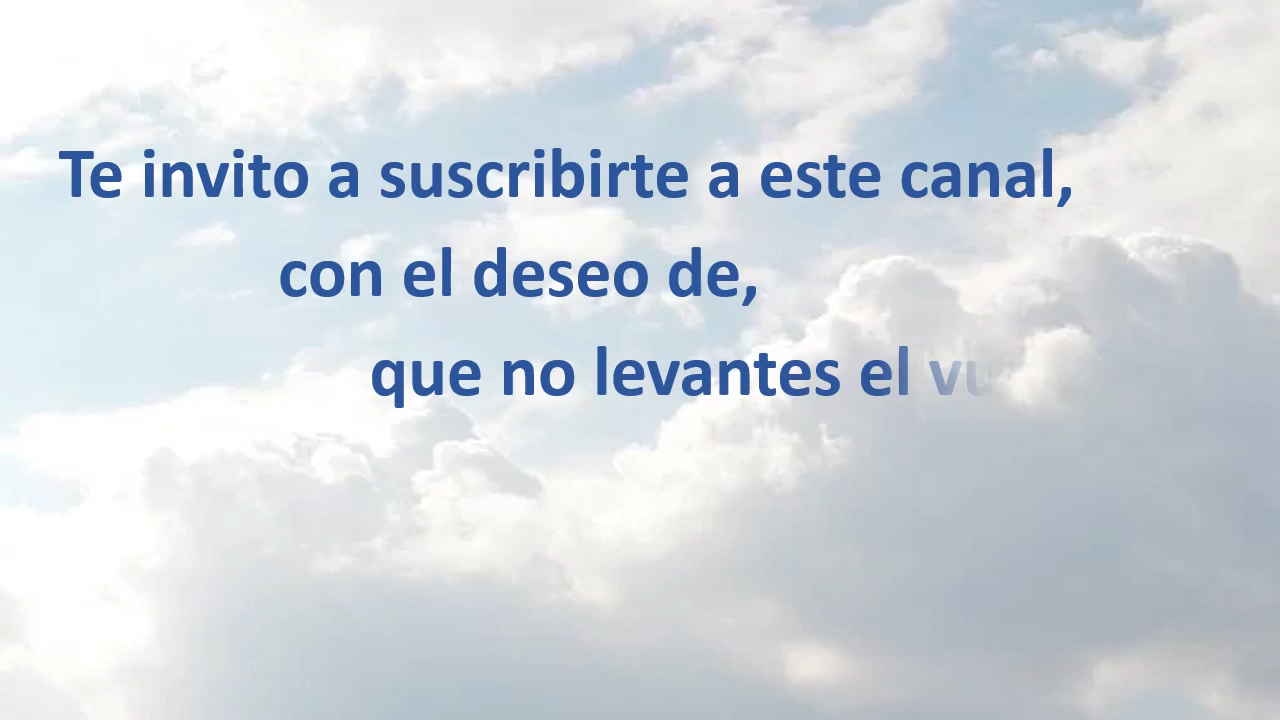 Te invito a suscribirte a este canal,
con el deseo de,
que no levantes el